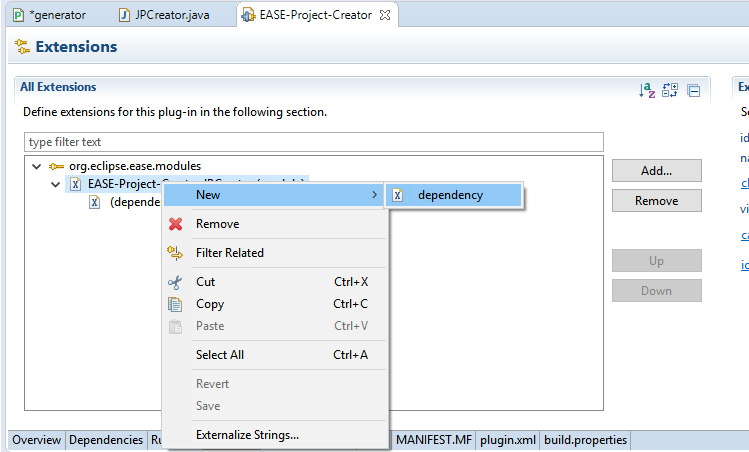 *generator JPCreator.java EASE-Project-Creator
Extensions
All Extensions
Define extensions for this plug-in in the following section.
type filter text
org.eclipse.ease.modules
EASE-Project-Creator
(depende
New dependency
Remove
Filter Related
Cut Ctrl+X
Copy Ctrl+C
Paste Ctrl+V
Select All Ctrl+A
Revert
Save
Externalize Strings...
Add...
Remove
Up
Down
Ex
Se
id
na
cl
vi
ca
ic
Overview Dependencies Ru MANIFEST.MF plugin.xml build.properties